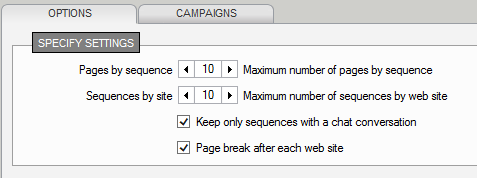 OPTIONS CAMPAIGNS
SPECIFY SETTINGS
Pages by sequence 10 Maximum number of pages by sequence
Sequences by site 10 Maximum number of sequences by web site
Keep only sequences with a chat conversation
Page break after each web site